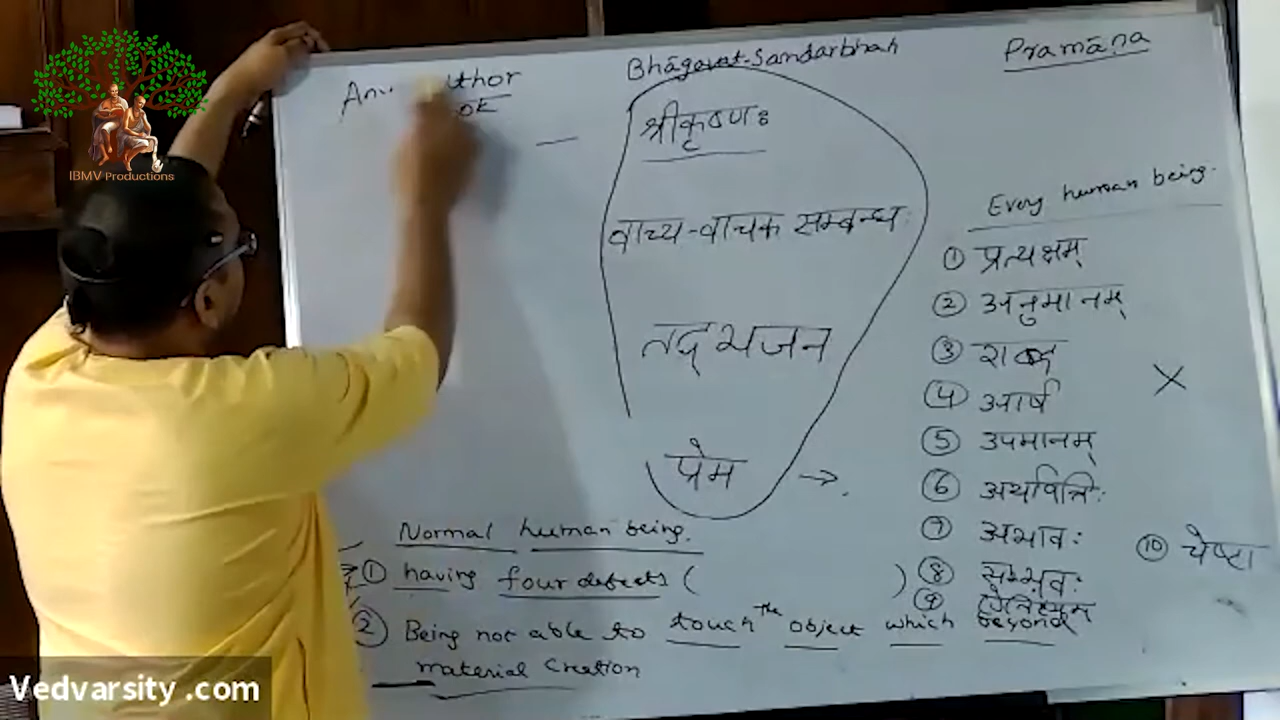 IBMV Productions
uthor
Bhāgavat-Sandarbhah
श्रीकृष्णः
वाच्य-वाचक सम्बन्धः
तद् भजन
प्रेम
Pramāṇa
Every human being.
① प्रत्यक्षम्
② अनुमानम्
③ शब्द
④ आर्ष
⑤ उपमानम्
⑥ अर्थापत्तिः
⑦ अभावः
⑧ सम्भवः
⑨ ऐतिह्यम्
⑩ चेष्टा
Normal human being.
① having four defects ( )
② Being not able to touch The object which beyond
material creation
Vedvarsity .com